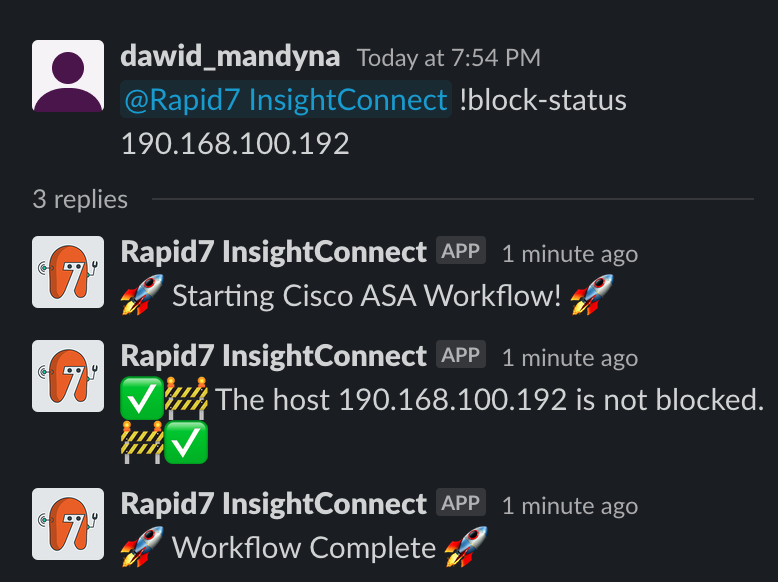 dawid_mandyna Today at 7:54 PM
@Rapid7 InsightConnect !block-status
190.168.100.192
3 replies
Rapid7 InsightConnect APP 1 minute ago
🚀 Starting Cisco ASA Workflow! 🚀
Rapid7 InsightConnect APP 1 minute ago
✅🚧 The host 190.168.100.192 is not blocked.
🚧✅
Rapid7 InsightConnect APP 1 minute ago
🚀 Workflow Complete 🚀